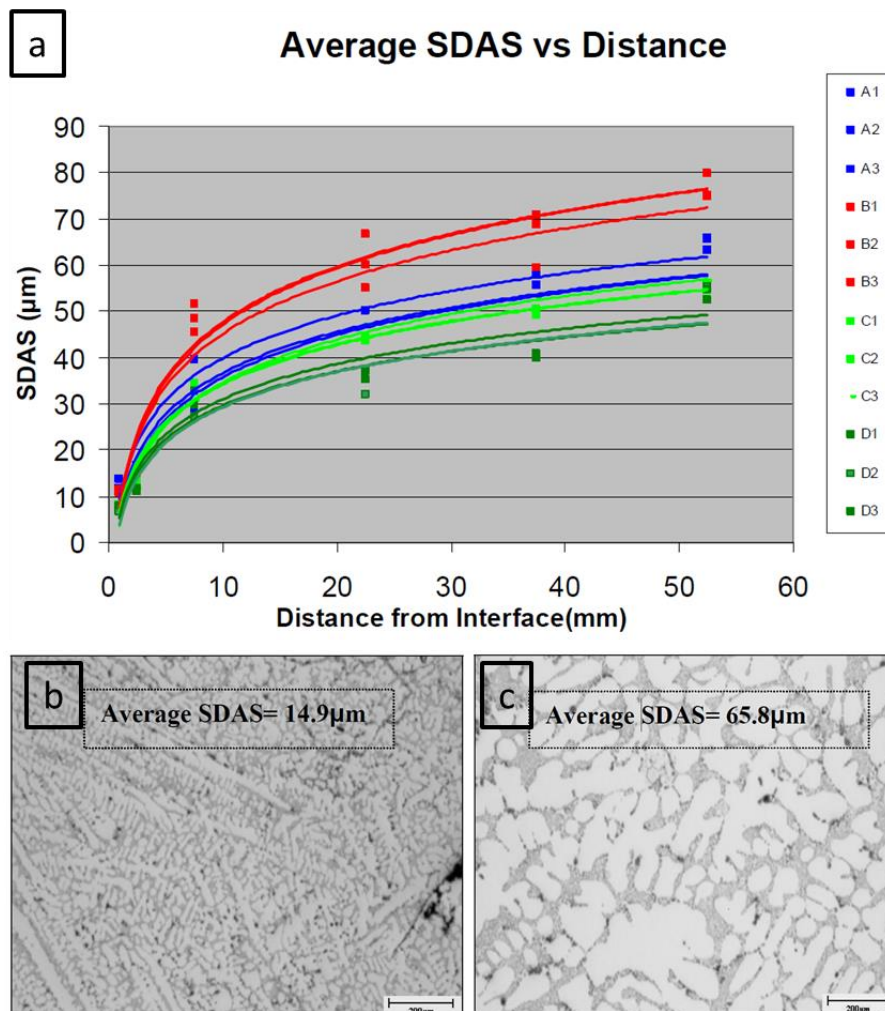 a
Average SDAS vs Distance
90
80
70
60
50
40
30
20
10
0
SDAS (µm)
0 10 20 30 40 50 60
Distance from Interface(mm)
A1
A2
A3
B1
B2
B3
C1
C2
C3
D1
D2
D3
b
Average SDAS= 14.9µm
200µm
c
Average SDAS= 65.8µm
200µm